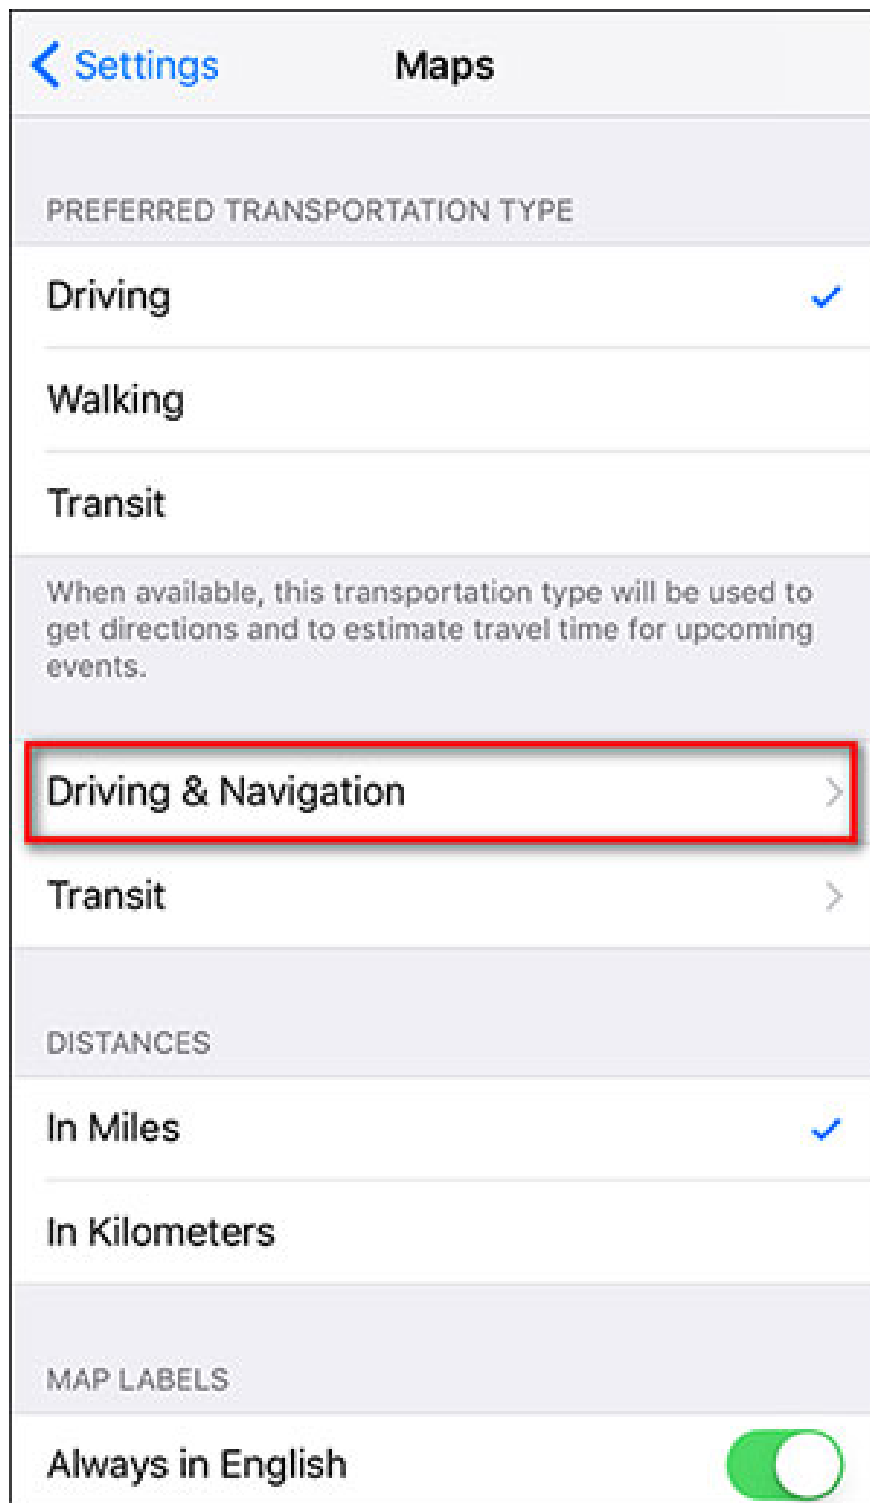 Settings
Maps
PREFERRED TRANSPORTATION TYPE
Driving
Walking
Transit
When available, this transportation type will be used to
get directions and to estimate travel time for upcoming
events.
Driving & Navigation
Transit
DISTANCES
In Miles
In Kilometers
MAP LABELS
Always in English